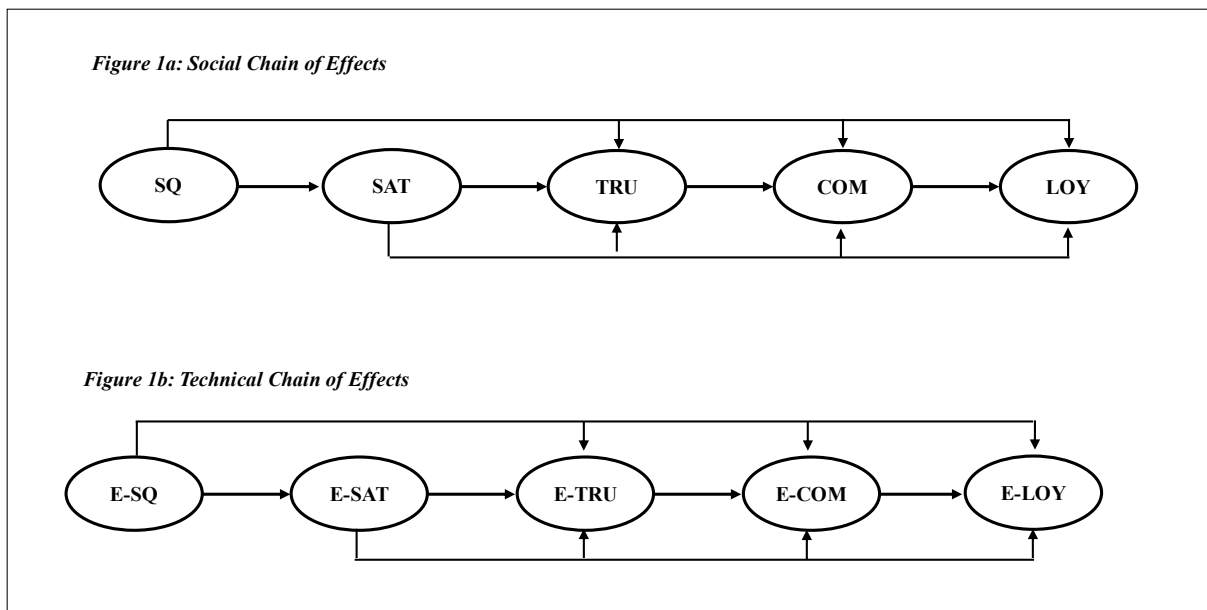 Figure 1a: Social Chain of Effects
SQ SAT TRU COM LOY
Figure 1b: Technical Chain of Effects
E-SQ E-SAT E-TRU E-COM E-LOY